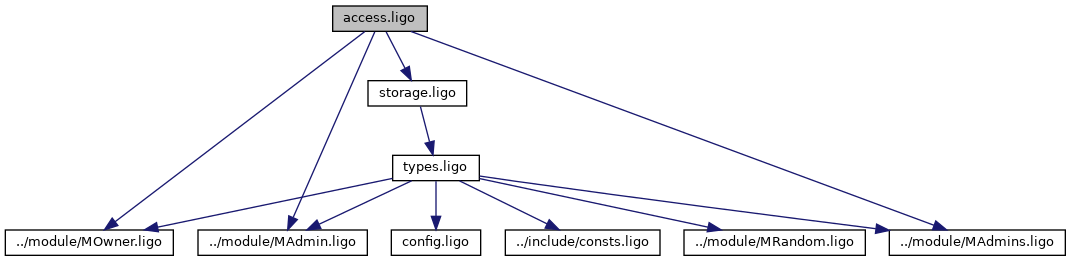 access.ligo
storage.ligo
types.ligo
../module/MOwner.ligo
../module/MAdmin.ligo
config.ligo
../include/consts.ligo
../module/MRandom.ligo
../module/MAdmins.ligo